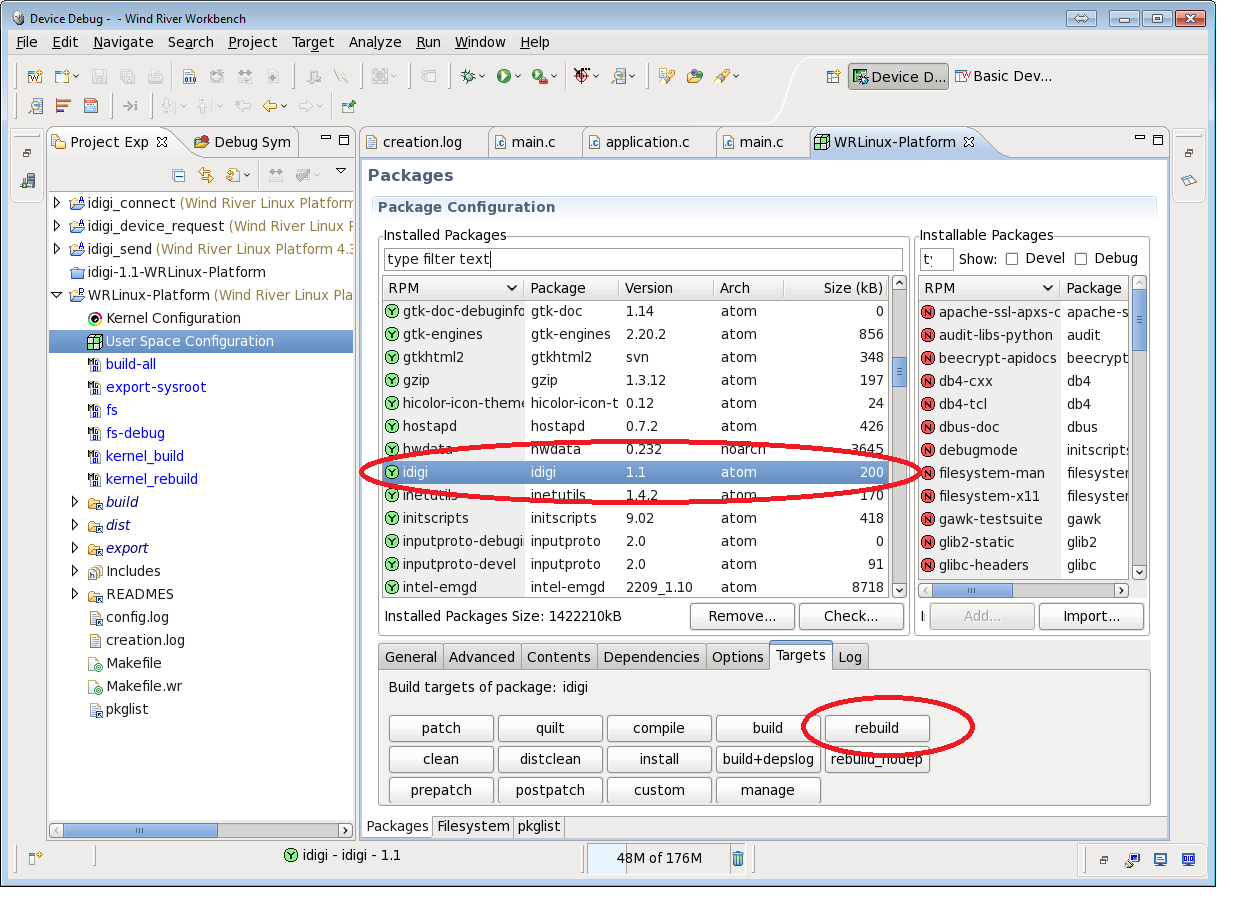 Device Debug - - Wind River Workbench
File Edit Navigate Search Project Target Analyze Run Window Help
Device D... Basic Dev...
Project Exp Debug Sym
creation.log main.c application.c main.c WRLinux-Platform
idigi_connect (Wind River Linux Platform
idigi_device_request (Wind River Linux P
idigi_send (Wind River Linux Platform 4.3
idigi-1.1-WRLinux-Platform
WRLinux-Platform (Wind River Linux Pla
Kernel Configuration
User Space Configuration
build-all
export-sysroot
fs
fs-debug
kernel_build
kernel_rebuild
build
dist
export
Includes
READMES
config.log
creation.log
Makefile
Makefile.wr
pkglist
Packages
Package Configuration
Installed Packages
type filter text
RPM Package Version Arch Size (kB)
gtk-doc-debuginfo gtk-doc 1.14 atom 0
gtk-engines gtk-engines 2.20.2 atom 856
gtkhtml2 gtkhtml2 svn atom 348
gzip gzip 1.3.12 atom 197
hicolor-icon-theme hicolor-icon-t 0.12 atom 24
hostapd hostapd 0.7.2 atom 426
hwdata hwdata 0.232 noarch 3645
idigi idigi 1.1 atom 200
inetutils inetutils 1.4.2 atom 170
initscripts initscripts 9.02 atom 418
inputproto-debugi inputproto 2.0 atom 0
inputproto-devel inputproto 2.0 atom 91
intel-emgd intel-emgd 2209_1.10 atom 8718
Installed Packages Size: 1422210kB Remove... Check...
Installable Packages
Show: Devel Debug
RPM Package
apache-ssl-apxs-c apache-s
audit-libs-python audit
beecrypt-apidocs beecrypt
db4-cxx db4
db4-tcl db4
dbus-doc dbus
debugmode initscripts
filesystem-man filesyster
filesystem-x11 filesyster
gawk-testsuite gawk
glib2-static glib2
glibc-headers glibc
Add... Import...
General Advanced Contents Dependencies Options Targets Log
Build targets of package: idigi
patch quilt compile build rebuild
clean distclean install build+depslog rebuild_nodep
prepatch postpatch custom manage
Packages Filesystem pkglist
idigi - idigi - 1.1
48M of 176M